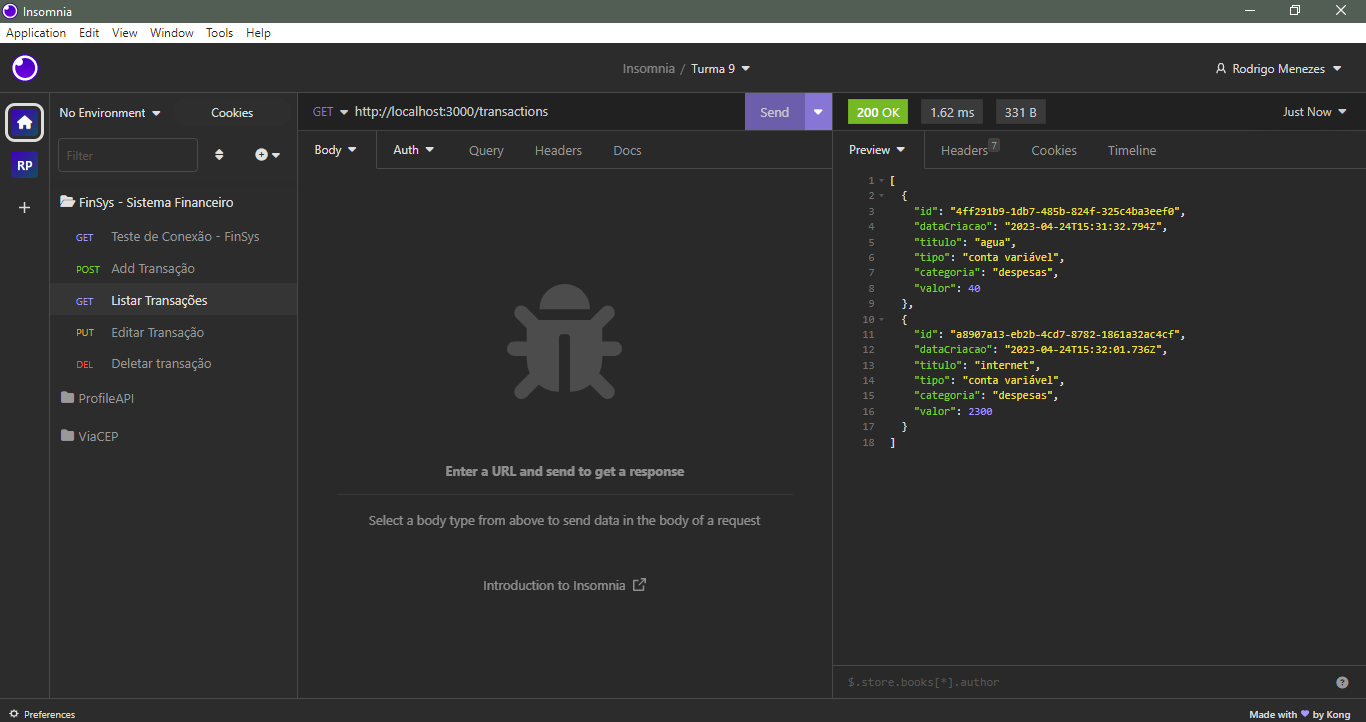 Insomnia
Application Edit View Window Tools Help
Insomnia / Turma 9
Rodrigo Menezes
No Environment
Cookies
GET http://localhost:3000/transactions
Send
200 OK
1.62 ms
331 B
Just Now
RP
Filter
Body
Auth
Query
Headers
Docs
Preview
Headers 7
Cookies
Timeline
FinSys - Sistema Financeiro
GET Teste de Conexão - FinSys
POST Add Transação
GET Listar Transações
PUT Editar Transação
DEL Deletar transação
ProfileAPI
ViaCEP
Enter a URL and send to get a response
Select a body type from above to send data in the body of a request
Introduction to Insomnia
1 [
2 {
3 "id": "4ff291b9-1db7-485b-824f-325c4ba3eef0",
4 "dataCriacao": "2023-04-24T15:31:32.794Z",
5 "titulo": "agua",
6 "tipo": "conta variável",
7 "categoria": "despesas",
8 "valor": 40
9 },
10 {
11 "id": "a8907a13-eb2b-4cd7-8782-1861a32ac4cf",
12 "dataCriacao": "2023-04-24T15:32:01.736Z",
13 "titulo": "internet",
14 "tipo": "conta variável",
15 "categoria": "despesas",
16 "valor": 2300
17 }
18 ]
$.store.books[*].author
Preferences
Made with ♥ by Kong